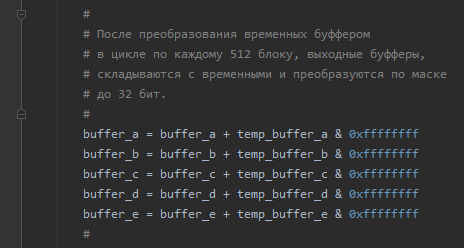 #
# После преобразования временных буффером
# в цикле по каждому 512 блоку, выходные буфферы,
# складываются с временными и преобразуются по маске
# до 32 бит.
#
buffer_a = buffer_a + temp_buffer_a & 0xffffffff
buffer_b = buffer_b + temp_buffer_b & 0xffffffff
buffer_c = buffer_c + temp_buffer_c & 0xffffffff
buffer_d = buffer_d + temp_buffer_d & 0xffffffff
buffer_e = buffer_e + temp_buffer_e & 0xffffffff
#